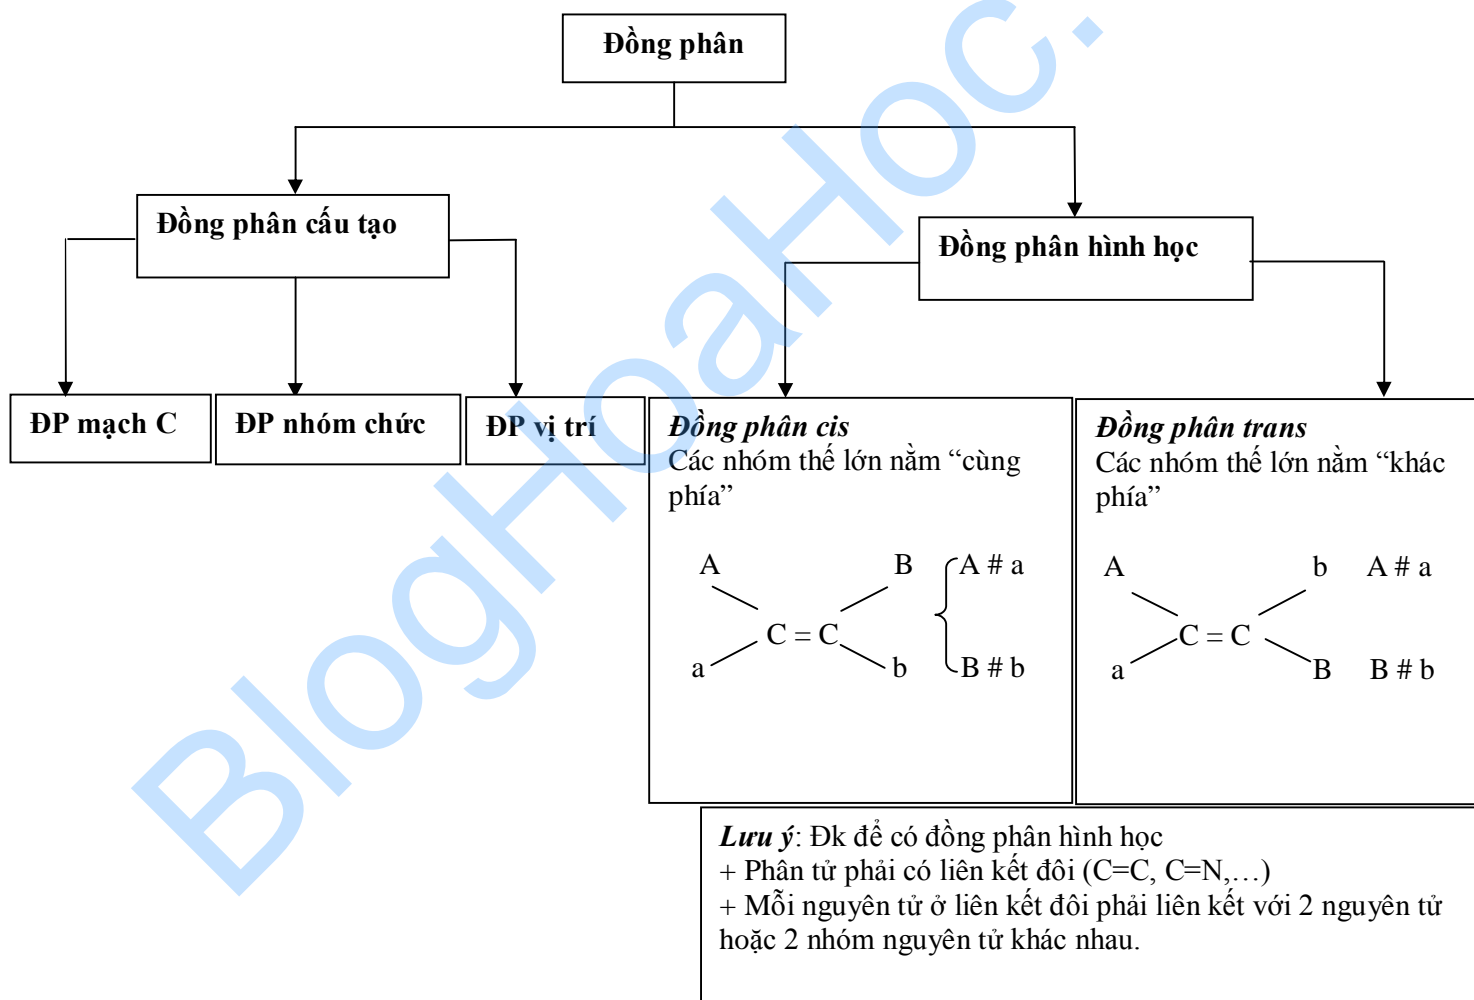 Đồng phân
Đồng phân cấu tạo
Đồng phân hình học
ĐP mạch C
ĐP nhóm chức
ĐP vị trí
Đồng phân cis
Các nhóm thế lớn nằm “cùng
phía”
A B A # a
C = C
a b B # b
Đồng phân trans
Các nhóm thế lớn nằm “khác
phía”
A b A # a
C = C
a B B # b
Lưu ý: Đk để có đồng phân hình học
+ Phân tử phải có liên kết đôi (C=C, C=N,…)
+ Mỗi nguyên tử ở liên kết đôi phải liên kết với 2 nguyên tử
hoặc 2 nhóm nguyên tử khác nhau.
BlogHoaHoc.